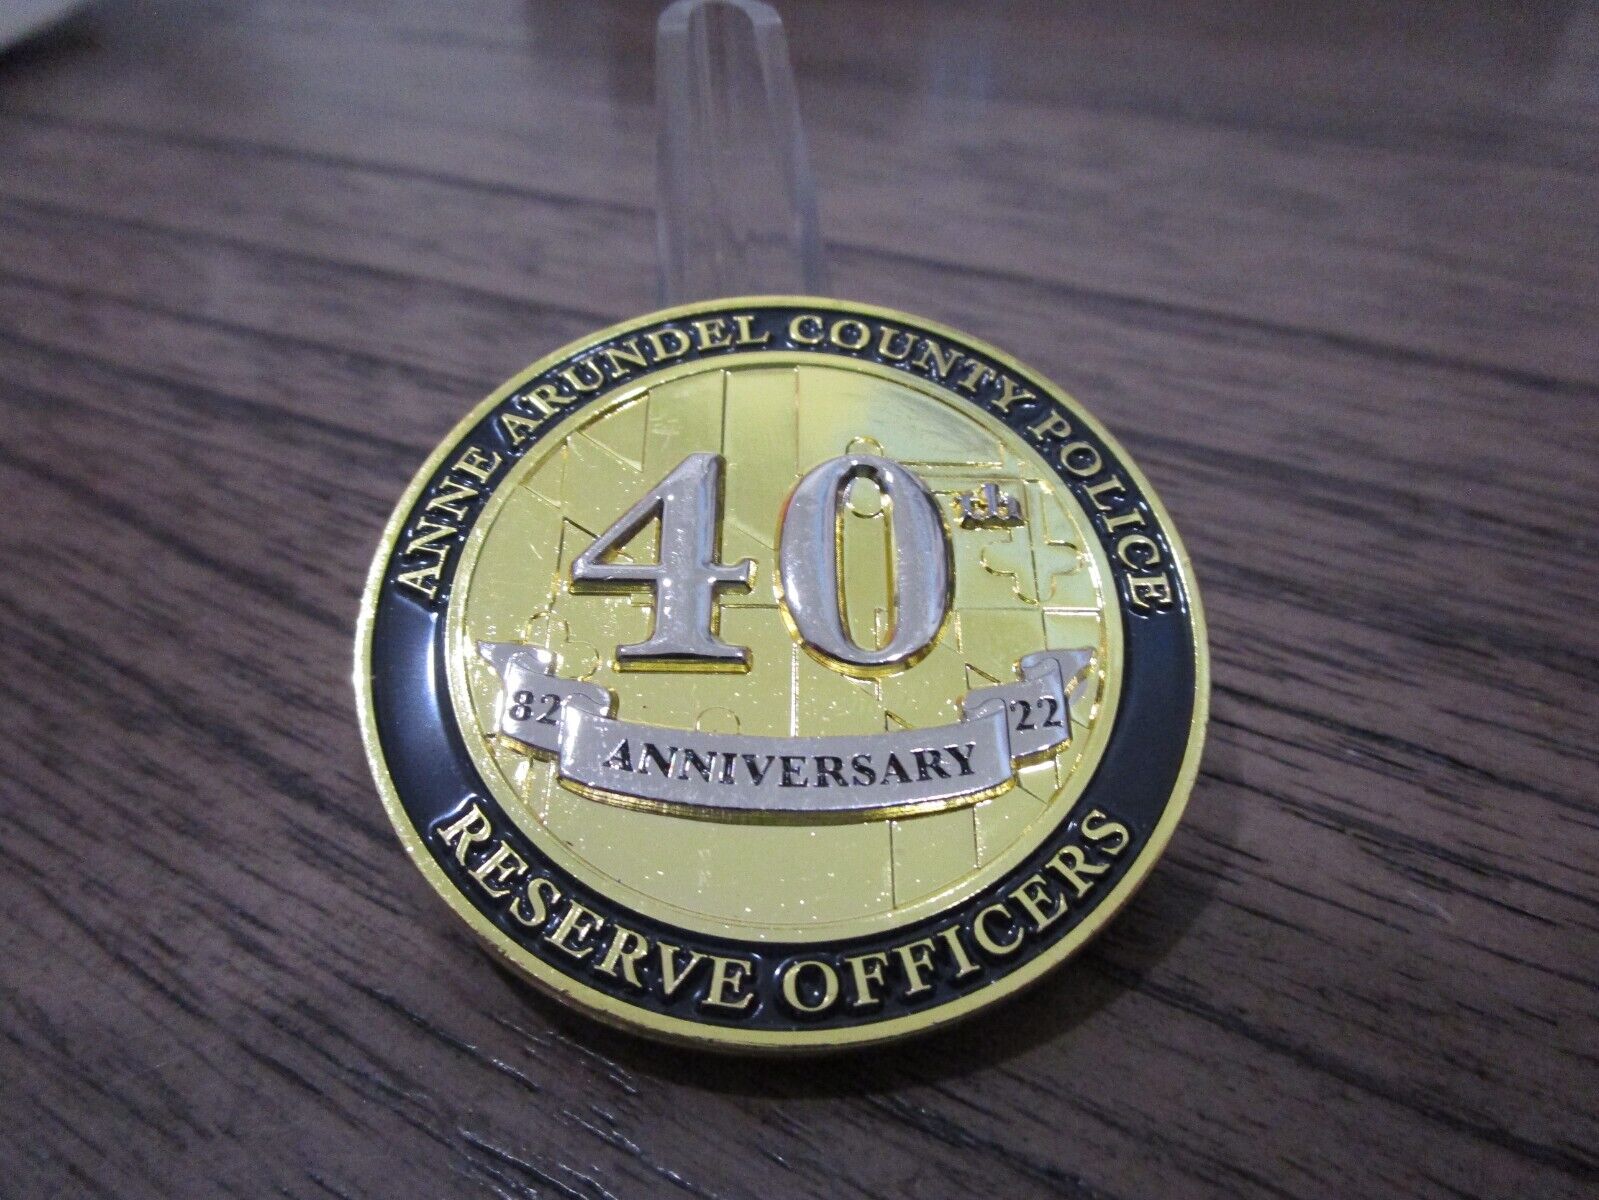 ANNE ARUNDEL COUNTY POLICE
40th
82 ANNIVERSARY 22
RESERVE OFFICERS